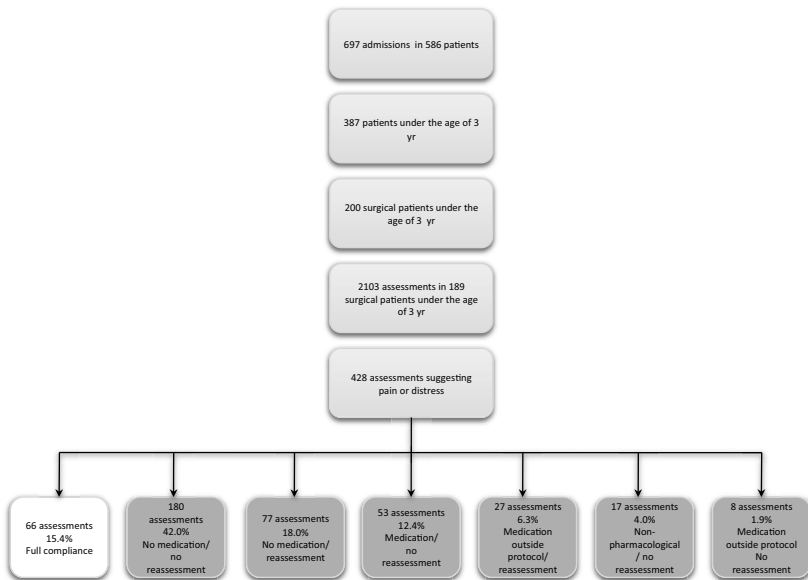 697 admissions in 586 patients
387 patients under the age of 3
yr
200 surgical patients under the
age of 3 yr
2103 assessments in 189
surgical patients under the age
of 3 yr
428 assessments suggesting
pain or distress
66 assessments
15.4%
Full compliance
180
assessments
42.0%
No medication/
no
reassessment
77 assessments
18.0%
No medication/
reassessment
53 assessments
12.4%
Medication/
no
reassessment
27 assessments
6.3%
Medication
outside
protocol/
reassessment
17 assessments
4.0%
Non-
pharmacological
/ no
reassessment
8 assessments
1.9%
Medication
outside protocol
No
reassessment